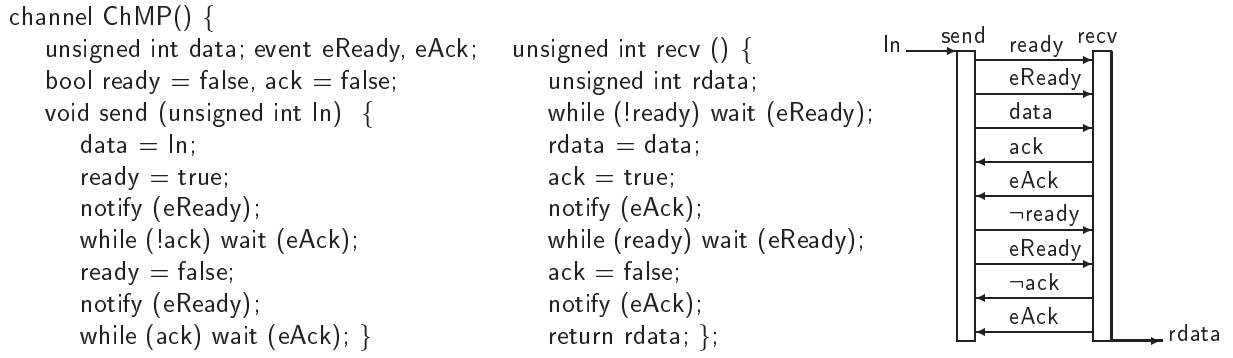 channel ChMP() {
unsigned int data; event eReady, eAck;
bool ready = false, ack = false;
void send (unsigned int In) {
data = In;
ready = true;
notify (eReady);
while (!ack) wait (eAck);
ready = false;
notify (eReady);
while (ack) wait (eAck); }
unsigned int recv () {
unsigned int rdata;
while (!ready) wait (eReady);
rdata = data;
ack = true;
notify (eAck);
while (ready) wait (eReady);
ack = false;
notify (eAck);
return rdata; };
In send ready recv
eReady
data
ack
eAck
¬ready
eReady
¬ack
eAck
rdata